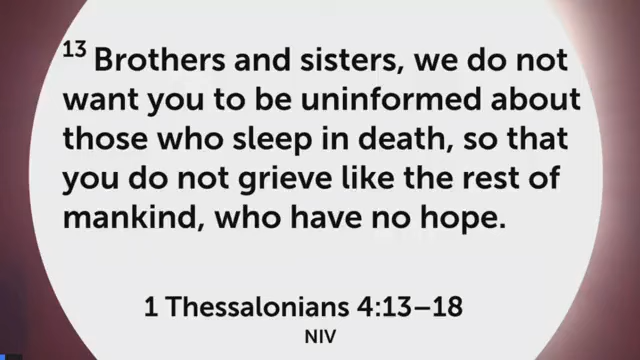 13 Brothers and sisters, we do not
want you to be uninformed about
those who sleep in death, so that
you do not grieve like the rest of
mankind, who have no hope.
1 Thessalonians 4:13–18
NIV